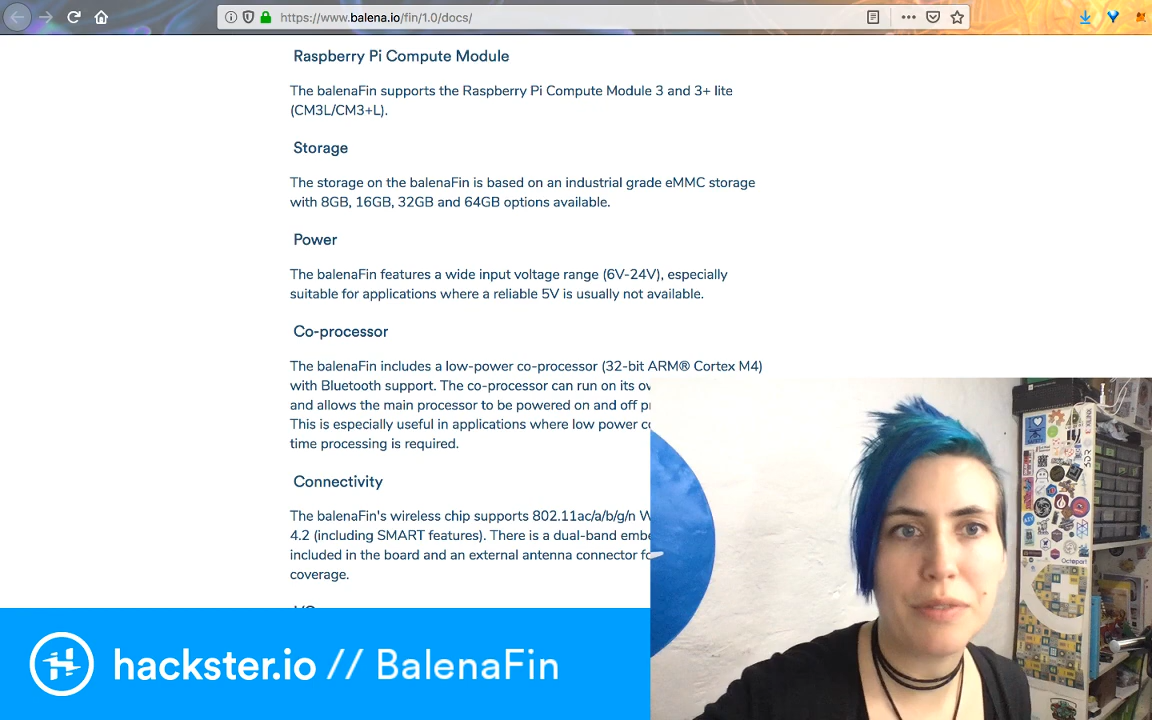 https://www.balena.io/fin/1.0/docs/
Raspberry Pi Compute Module
The balenaFin supports the Raspberry Pi Compute Module 3 and 3+ lite
(CM3L/CM3+L).
Storage
The storage on the balenaFin is based on an industrial grade eMMC storage
with 8GB, 16GB, 32GB and 64GB options available.
Power
The balenaFin features a wide input voltage range (6V-24V), especially
suitable for applications where a reliable 5V is usually not available.
Co-processor
The balenaFin includes a low-power co-processor (32-bit ARM® Cortex M4)
with Bluetooth support. The co-processor can run on its
and allows the main processor to be powered on and off
This is especially useful in applications where low power
time processing is required.
Connectivity
The balenaFin's wireless chip supports 802.11ac/a/b/g/n
4.2 (including SMART features). There is a dual-band
included in the board and an external antenna connector
coverage.
hackster.io // BalenaFin
Octopart